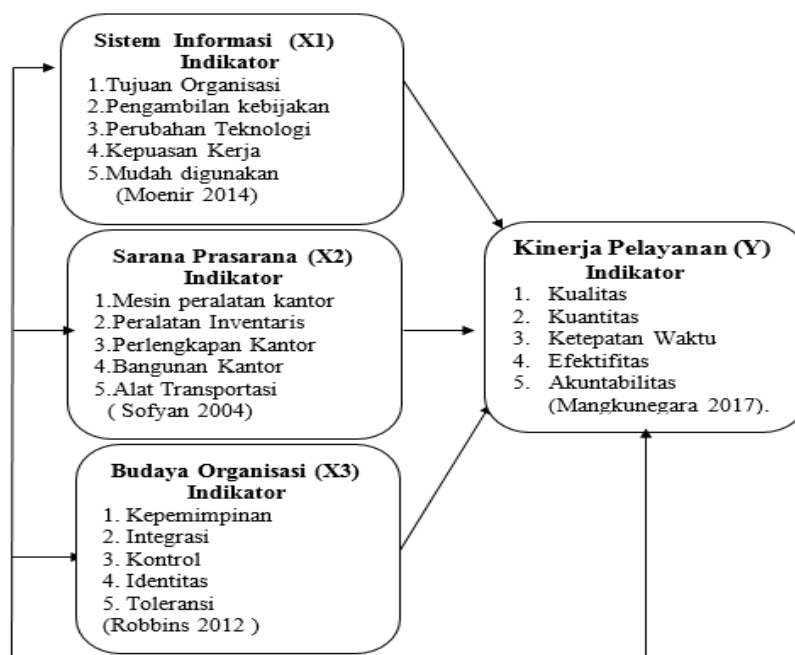 Sistem Informasi (X1)
Indikator
1.Tujuan Organisasi
2.Pengambilan kebijakan
3.Perubahan Teknologi
4.Kepuasan Kerja
5.Mudah digunakan
(Moenir 2014)
Sarana Prasarana (X2)
Indikator
1.Mesin peralatan kantor
2.Peralatan Inventaris
3.Perlengkapan Kantor
4.Bangunan Kantor
5.Alat Transportasi
( Sofyan 2004)
Budaya Organisasi (X3)
Indikator
1. Kepemimpinan
2. Integrasi
3. Kontrol
4. Identitas
5. Toleransi
(Robbins 2012 )
Kinerja Pelayanan (Y)
Indikator
1. Kualitas
2. Kuantitas
3. Ketepatan Waktu
4. Efektifitas
5. Akuntabilitas
(Mangkunegara 2017).